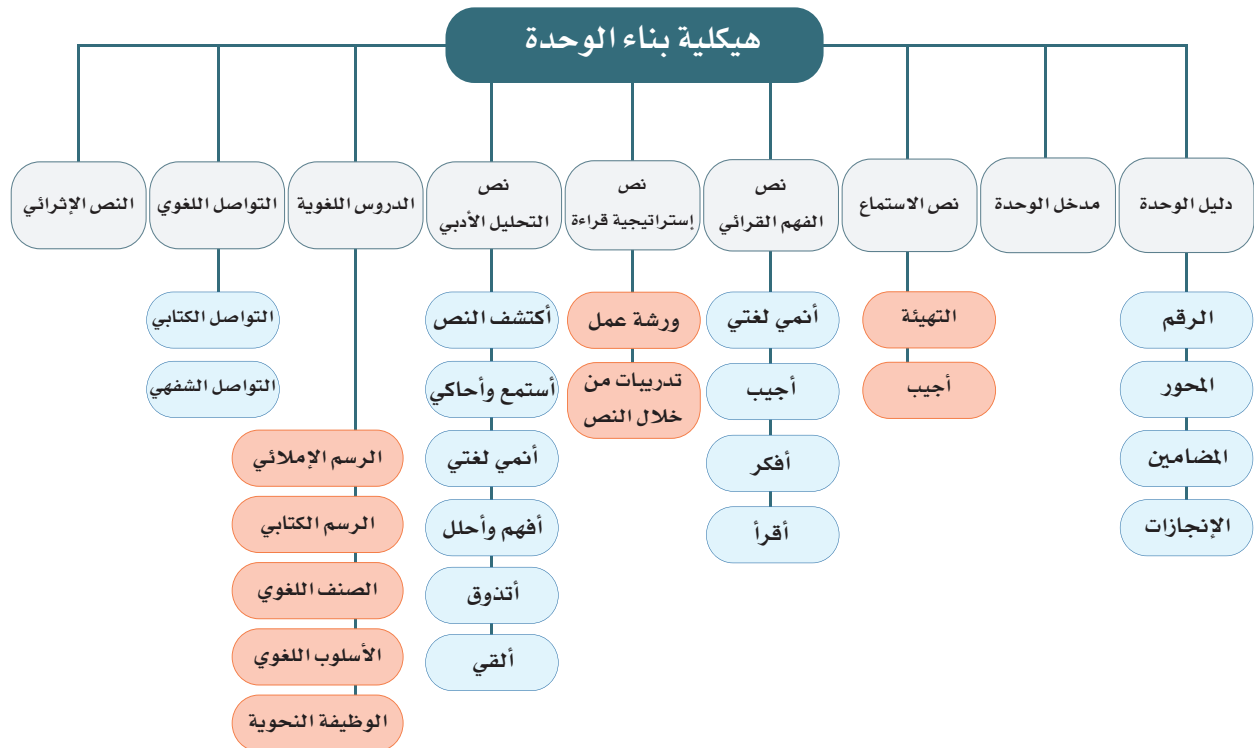 هيكلية بناء الوحدة
دليل الوحدة
الرقم
المحور
المضامين
الإنجازات
مدخل الوحدة
نص الاستماع
التهيئة
أجيب
نص
الفهم القرائي
أنمي لغتي
أجيب
أفكر
أقرأ
نص
إستراتيجية قراءة
ورشة عمل
تدريبات من
خلال النص
نص
التحليل الأدبي
أكتشف النص
أستمع وأحاكي
أنمي لغتي
أفهم وأحلل
أتذوق
ألقي
الدروس اللغوية
الرسم الإملائي
الرسم الكتابي
الصنف اللغوي
الأسلوب اللغوي
الوظيفة النحوية
التواصل اللغوي
التواصل الكتابي
التواصل الشفهي
النص الإثرائي